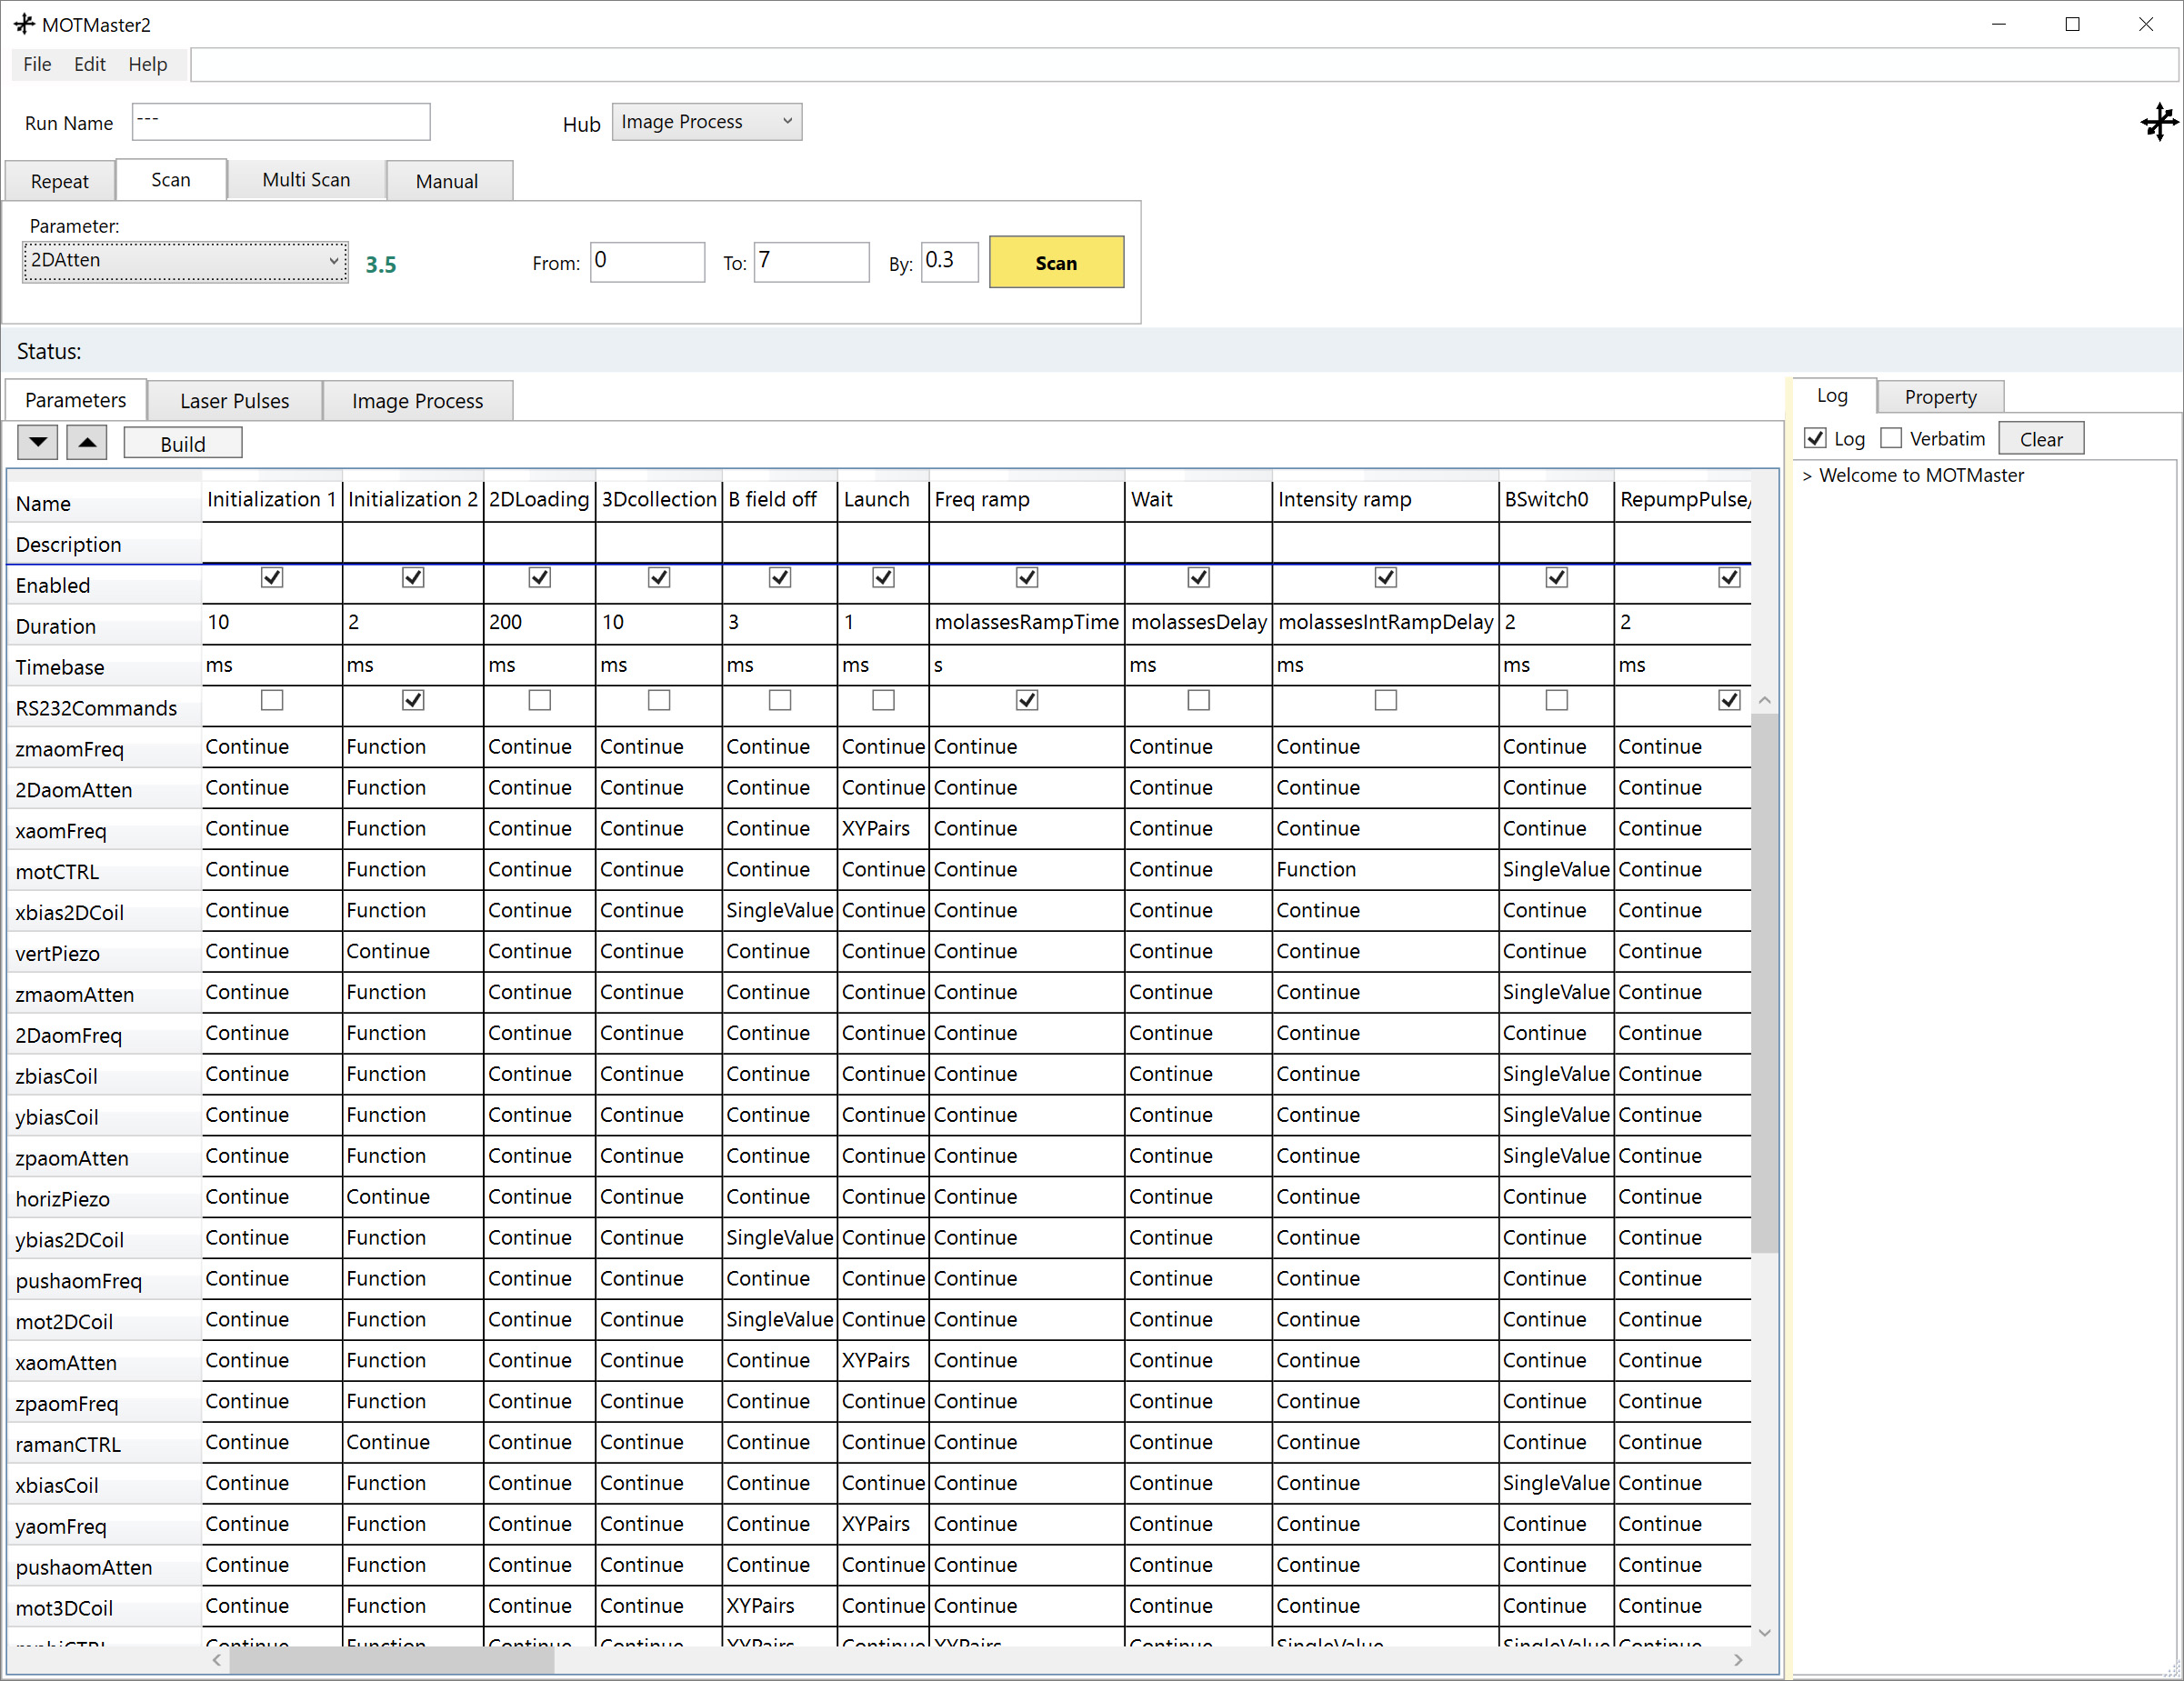 MOTMaster2
File Edit Help
Run Name --- Hub Image Process
Repeat Scan Multi Scan Manual
Parameter:
2DAtten 3.5 From: 0 To: 7 By: 0.3 Scan
Status:
Parameters Laser Pulses Image Process Log Property
Build Log Verbatim Clear
> Welcome to MOTMaster
Name Initialization 1 Initialization 2 2DLoading 3Dcollection B field off Launch Freq ramp Wait Intensity ramp BSwitch0 RepumpPulse/
Description
Enabled
Duration 10 2 200 10 3 1 molassesRampTime molassesDelay molassesIntRampDelay 2 2
Timebase ms ms ms ms ms ms s ms ms ms ms
RS232Commands
zmaomFreq Continue Function Continue Continue Continue Continue Continue Continue Continue Continue Continue
2DaomAtten Continue Function Continue Continue Continue Continue Continue Continue Continue Continue Continue
xaomFreq Continue Function Continue Continue Continue XYPairs Continue Continue Continue Continue Continue
motCTRL Continue Function Continue Continue Continue Continue Continue Continue Function SingleValue Continue
xbias2DCoil Continue Function Continue Continue SingleValue Continue Continue Continue Continue Continue Continue
vertPiezo Continue Continue Continue Continue Continue Continue Continue Continue Continue Continue Continue
zmaomAtten Continue Function Continue Continue Continue Continue Continue Continue Continue SingleValue Continue
2DaomFreq Continue Function Continue Continue Continue Continue Continue Continue Continue Continue Continue
zbiasCoil Continue Function Continue Continue Continue Continue Continue Continue Continue SingleValue Continue
ybiasCoil Continue Function Continue Continue Continue Continue Continue Continue Continue SingleValue Continue
zpaomAtten Continue Function Continue Continue Continue Continue Continue Continue Continue SingleValue Continue
horizPiezo Continue Continue Continue Continue Continue Continue Continue Continue Continue Continue Continue
ybias2DCoil Continue Function Continue Continue SingleValue Continue Continue Continue Continue Continue Continue
pushaomFreq Continue Function Continue Continue Continue Continue Continue Continue Continue Continue Continue
mot2DCoil Continue Function Continue Continue SingleValue Continue Continue Continue Continue Continue Continue
xaomAtten Continue Function Continue Continue Continue XYPairs Continue Continue Continue Continue Continue
zpaomFreq Continue Function Continue Continue Continue Continue Continue Continue Continue Continue Continue
ramanCTRL Continue Continue Continue Continue Continue Continue Continue Continue Continue Continue Continue
xbiasCoil Continue Function Continue Continue Continue Continue Continue Continue Continue SingleValue Continue
yaomFreq Continue Function Continue Continue Continue XYPairs Continue Continue Continue Continue Continue
pushaomAtten Continue Function Continue Continue Continue Continue Continue Continue Continue Continue Continue
mot3DCoil Continue Function Continue Continue XYPairs Continue Continue Continue Continue Continue Continue
Continue Function Continue Continue XYPairs Continue XYPairs Continue SingleValue SingleValue Continue